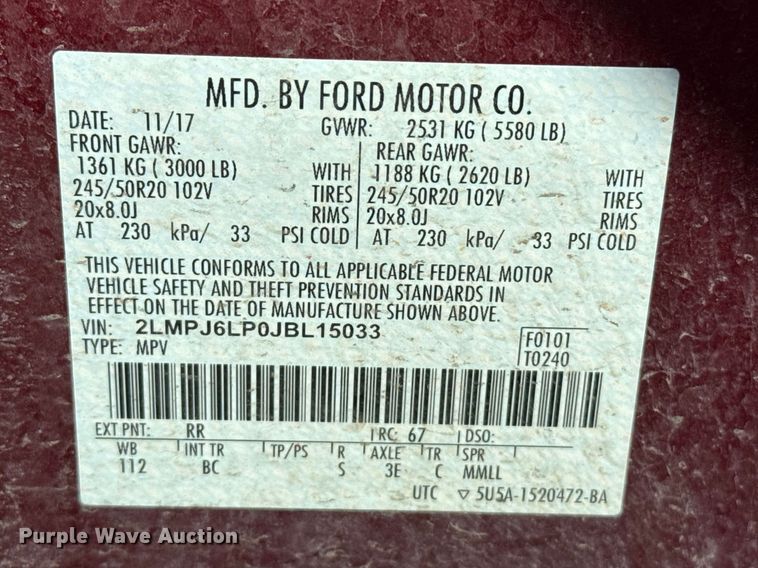 MFD. BY FORD MOTOR CO.
DATE: 11/17 GVWR: 2531 KG ( 5580 LB)
FRONT GAWR: REAR GAWR:
1361 KG ( 3000 LB) WITH 1188 KG ( 2620 LB) WITH
245/50R20 102V TIRES 245/50R20 102V TIRES
20x8.0J RIMS 20x8.0J RIMS
AT 230 kPa/ 33 PSI COLD AT 230 kPa/ 33 PSI COLD
THIS VEHICLE CONFORMS TO ALL APPLICABLE FEDERAL MOTOR
VEHICLE SAFETY AND THEFT PREVENTION STANDARDS IN
EFFECT ON THE DATE OF MANUFACTURE SHOWN ABOVE.
VIN: 2LMPJ6LP0JBL15033 F0101
TYPE: MPV T0240
EXT PNT: RR RC: 67 DSO:
WB INT TR TP/PS R AXLE TR SPR
112 BC S 3E C MMLL
UTC ▽ 5U5A-1520472-BA
Purple Wave Auction